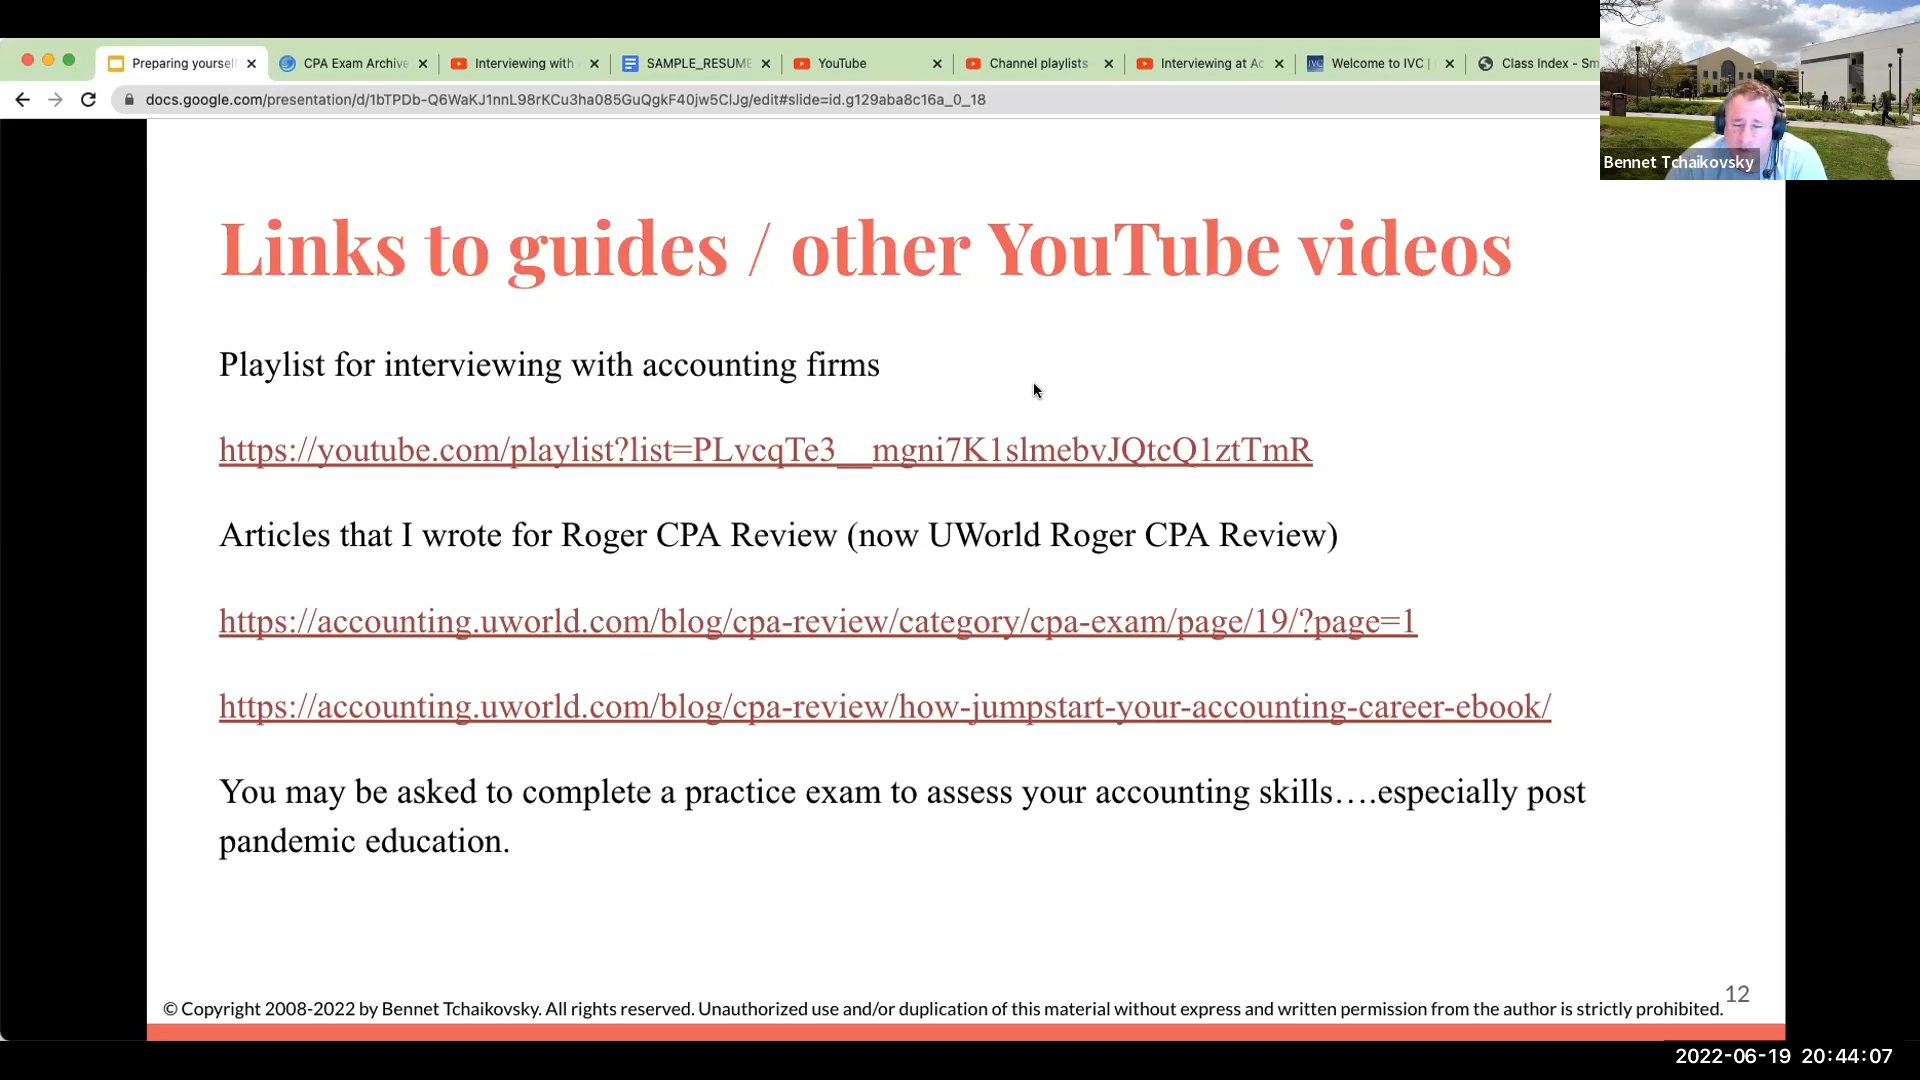 Preparing yourself
CPA Exam Archive
Interviewing with
SAMPLE_RESUME
YouTube
Channel playlists
Interviewing at Ac
IVC Welcome to IVC |
Class Index - Sm
docs.google.com/presentation/d/1bTPDb-Q6WaKJ1nnL98rKCu3ha085GuQgkF40jw5ClJg/edit#slide=id.g129aba8c16a_0_18
Bennet Tchaikovsky
Links to guides / other YouTube videos
Playlist for interviewing with accounting firms
https://youtube.com/playlist?list=PLvcqTe3__mgni7K1slmebvJQtcQ1ztTmR
Articles that I wrote for Roger CPA Review (now UWorld Roger CPA Review)
https://accounting.uworld.com/blog/cpa-review/category/cpa-exam/page/19/?page=1
https://accounting.uworld.com/blog/cpa-review/how-jumpstart-your-accounting-career-ebook/
You may be asked to complete a practice exam to assess your accounting skills….especially post
pandemic education.
12
© Copyright 2008-2022 by Bennet Tchaikovsky. All rights reserved. Unauthorized use and/or duplication of this material without express and written permission from the author is strictly prohibited.
2022-06-19 20:44:07